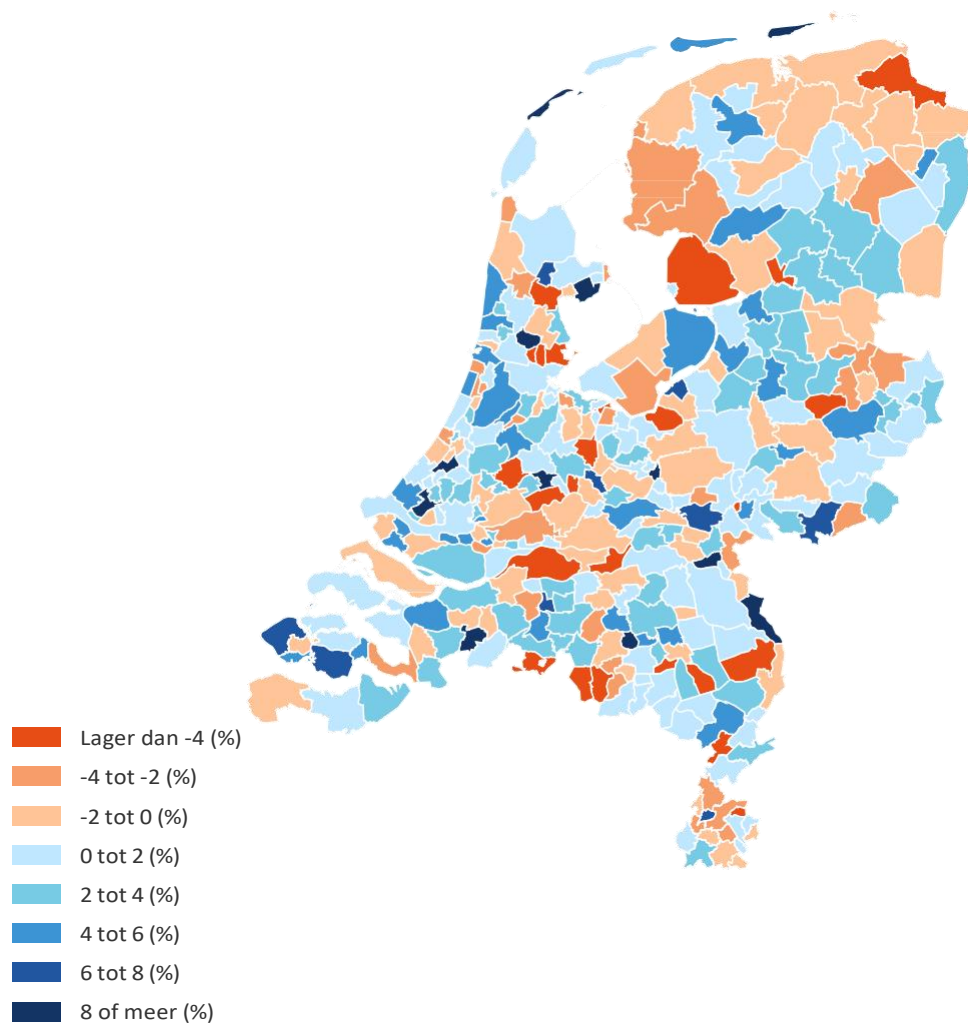 Lager dan -4 (%)
-4 tot -2 (%)
-2 tot 0 (%)
0 tot 2 (%)
2 tot 4 (%)
4 tot 6 (%)
6 tot 8 (%)
8 of meer (%)